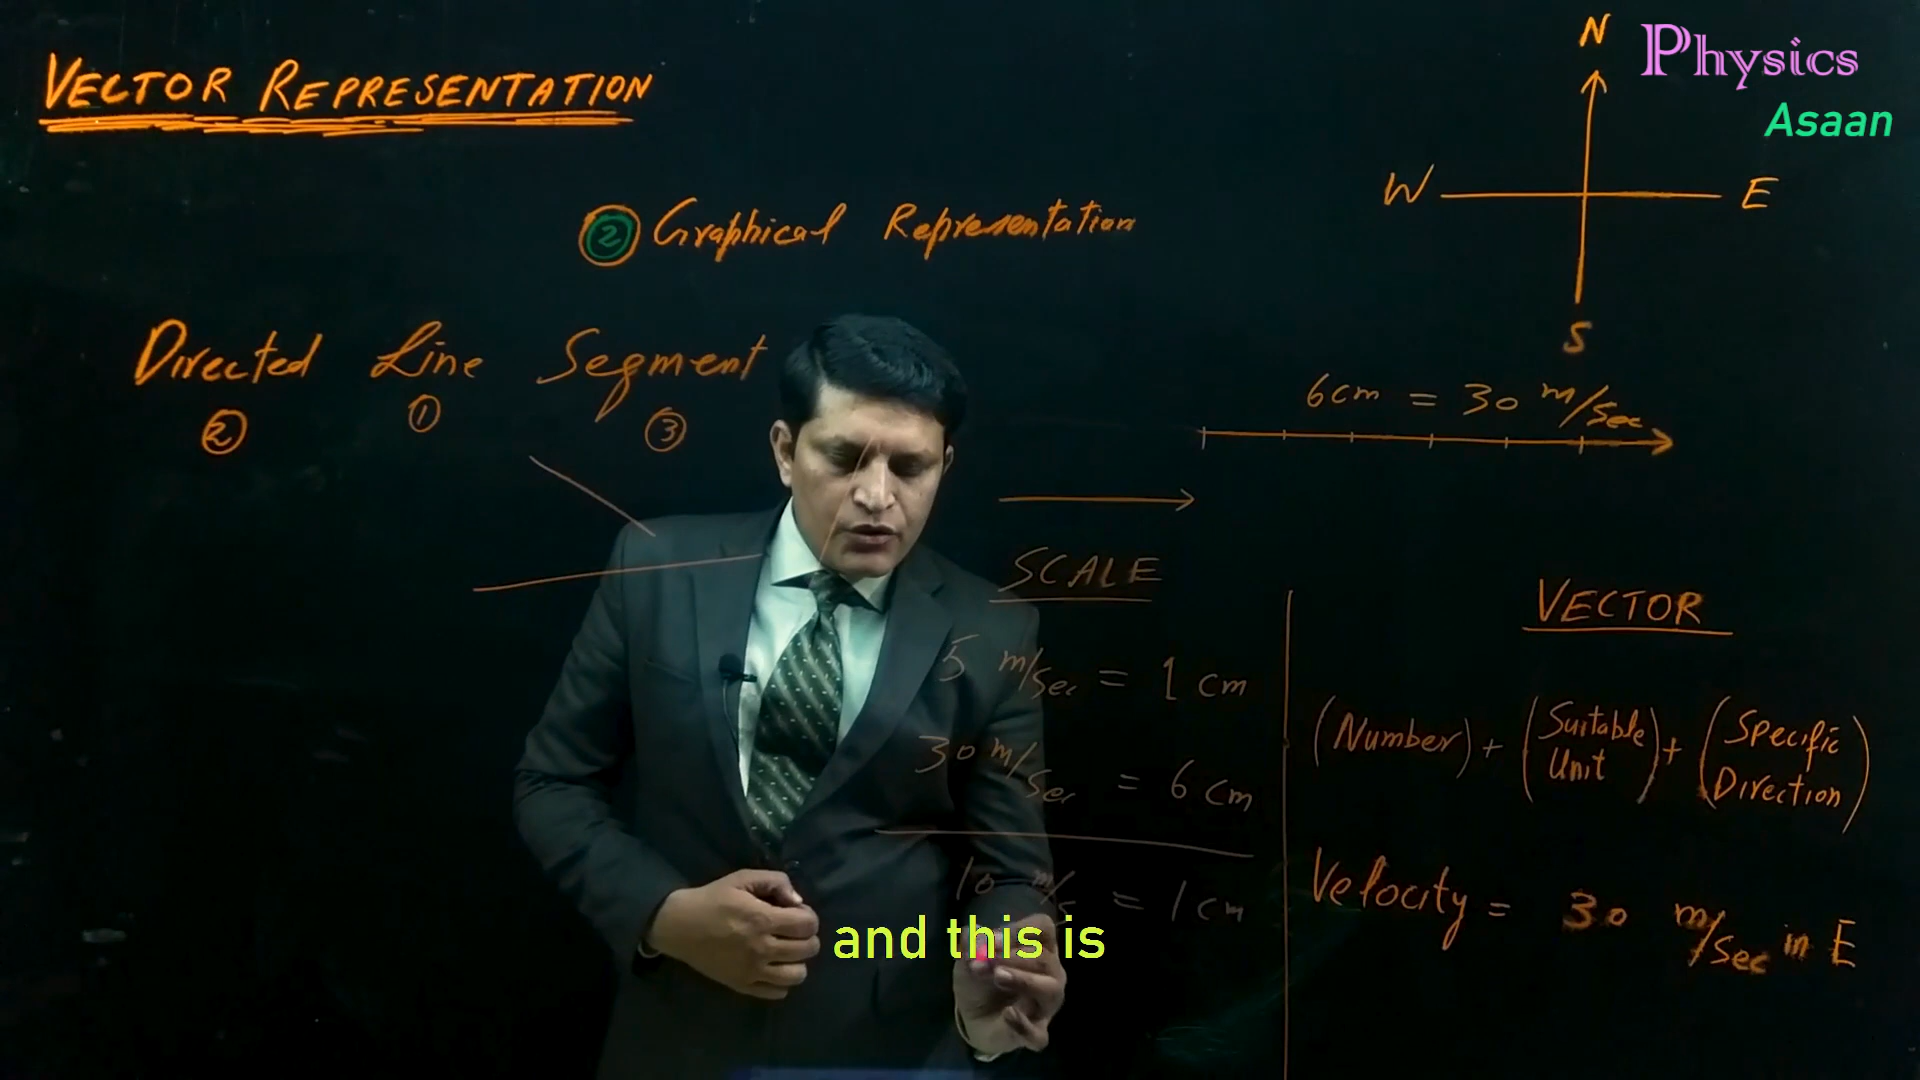 VECTOR REPRESENTATION
N
Physics
Asaan
W E
S
② Graphical Representation
Directed Line Segment
② ① ③
6cm = 30 m/sec
SCALE
5 m/sec = 1 cm
30 m/sec = 6 cm
10 m/s = 1 cm
VECTOR
(Number) + (Suitable Unit) + (Specific Direction)
Velocity = 30 m/sec in E
and this is